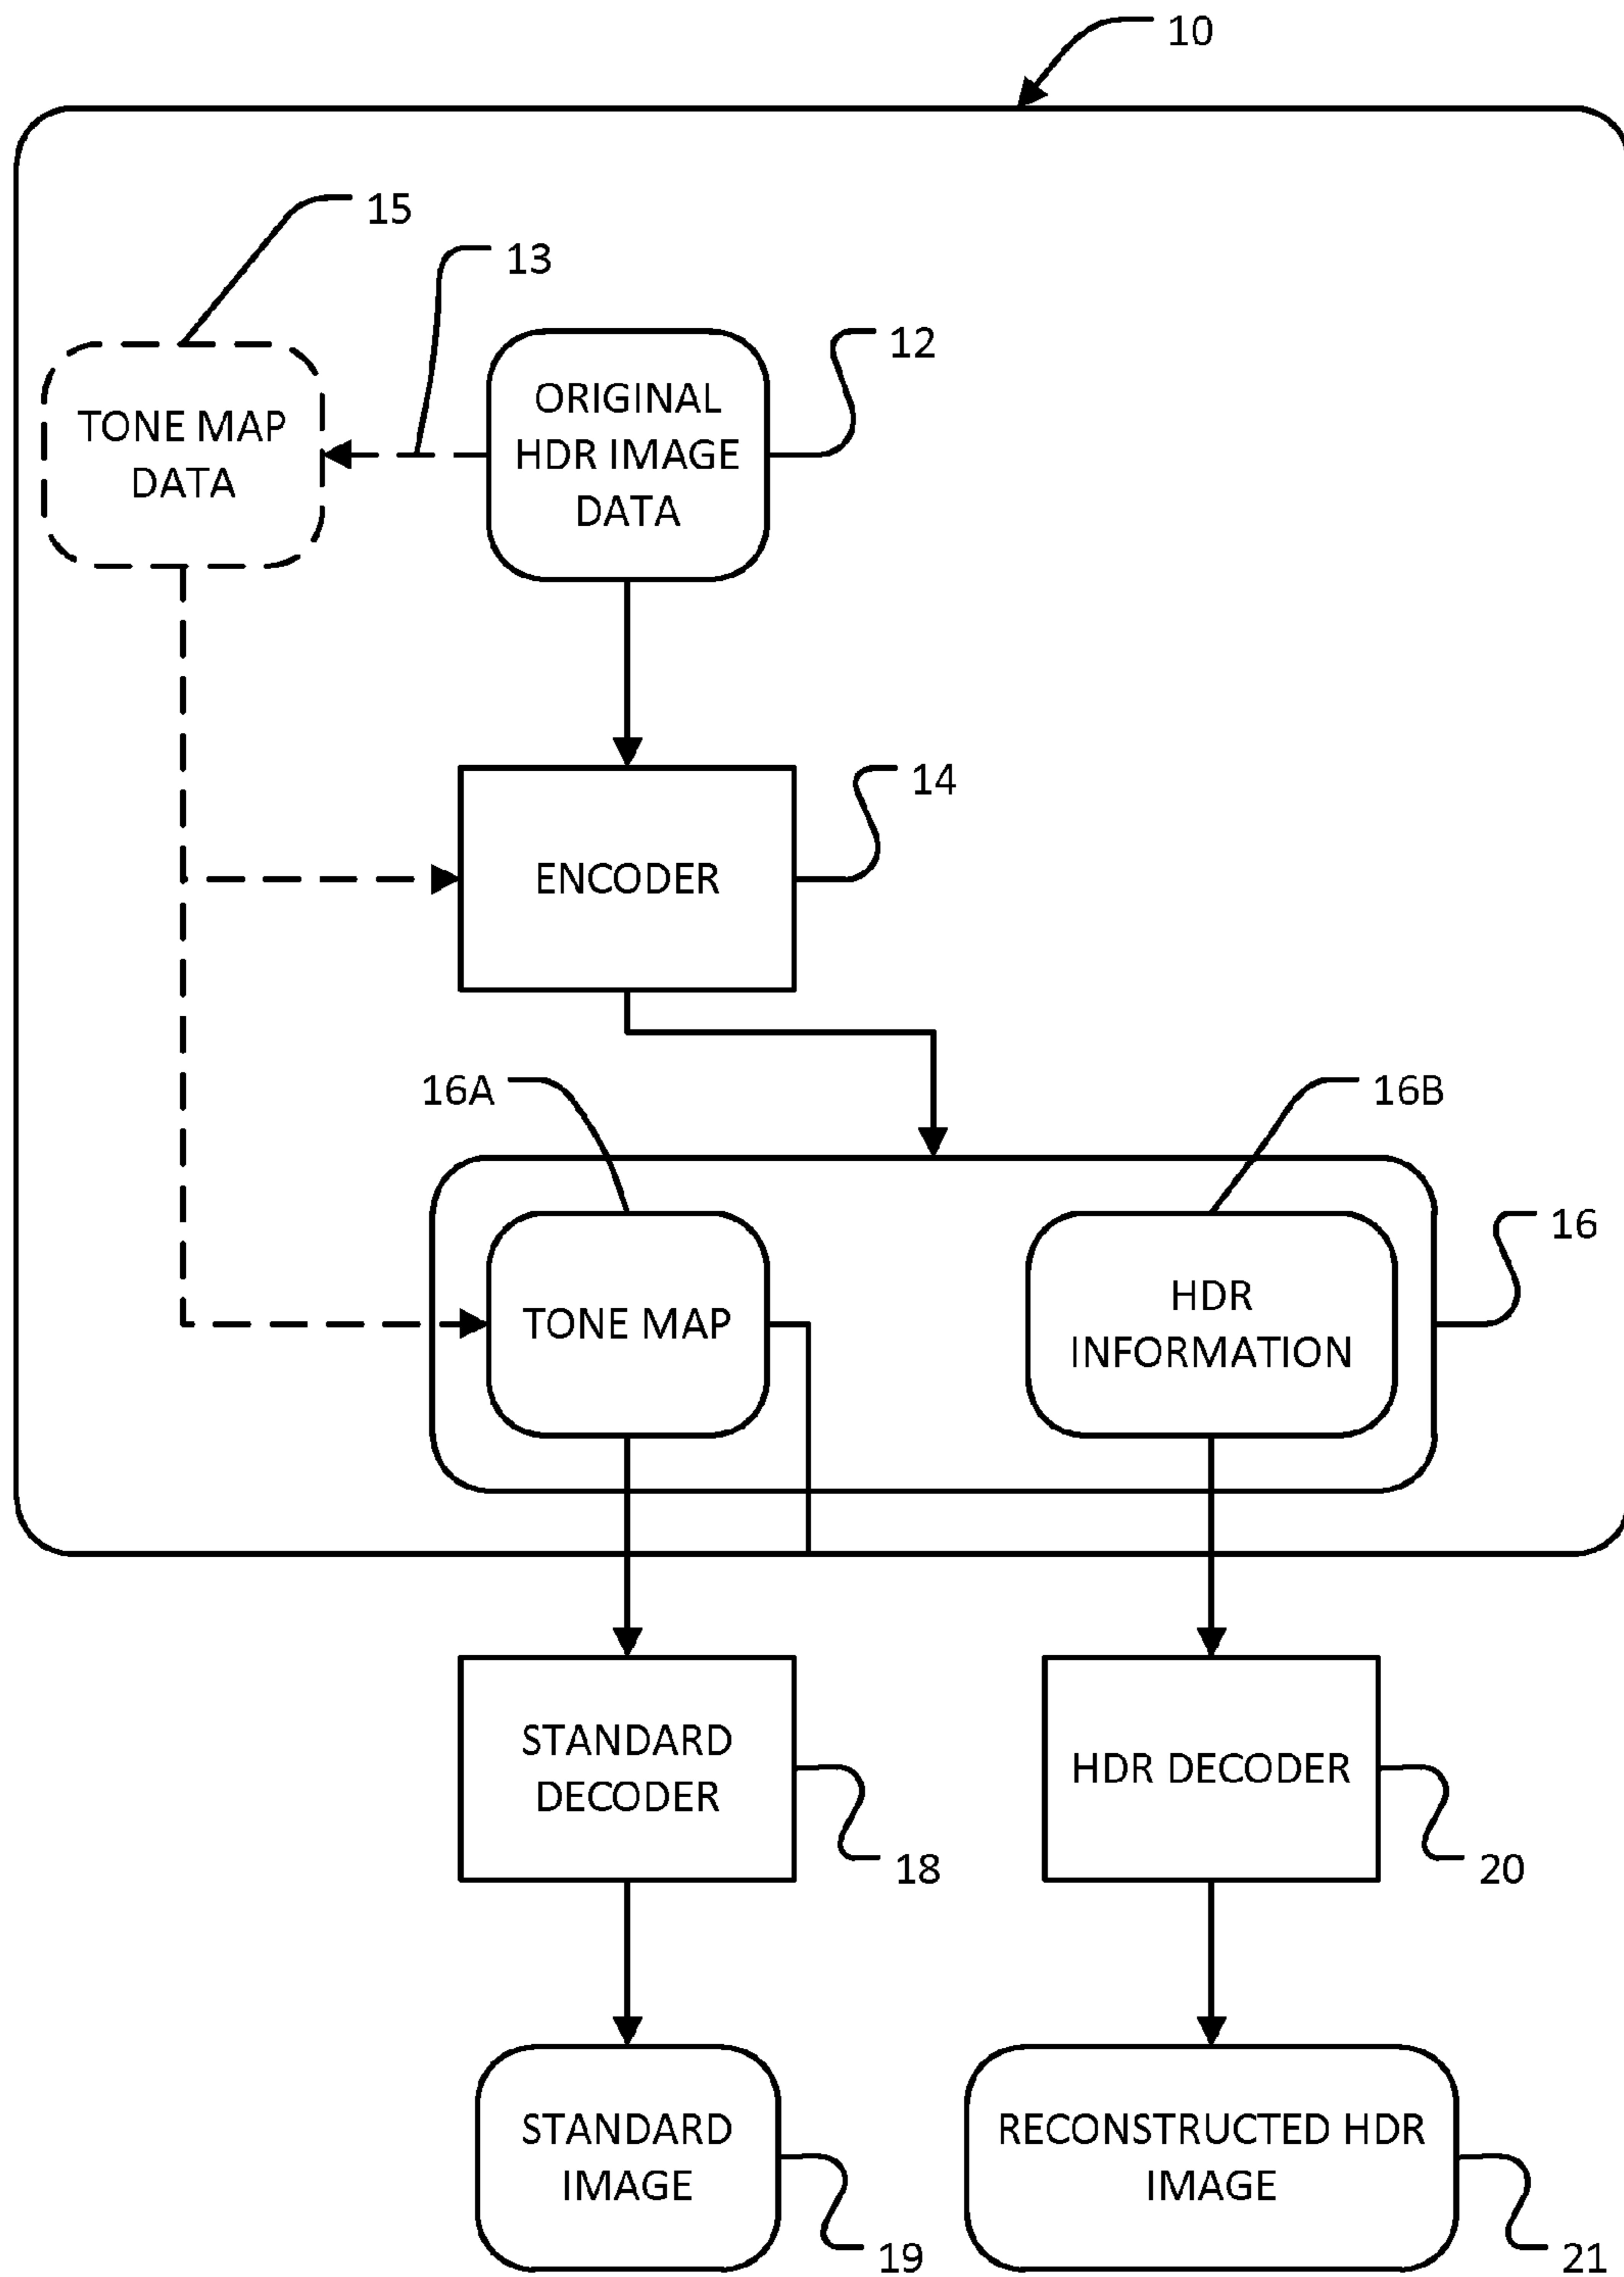 10
15
13
12
TONE MAP
DATA
ORIGINAL
HDR IMAGE
DATA
14
ENCODER
16A
16B
16
TONE MAP
HDR
INFORMATION
STANDARD
DECODER
HDR DECODER
18
20
STANDARD
IMAGE
RECONSTRUCTED HDR
IMAGE
19
21